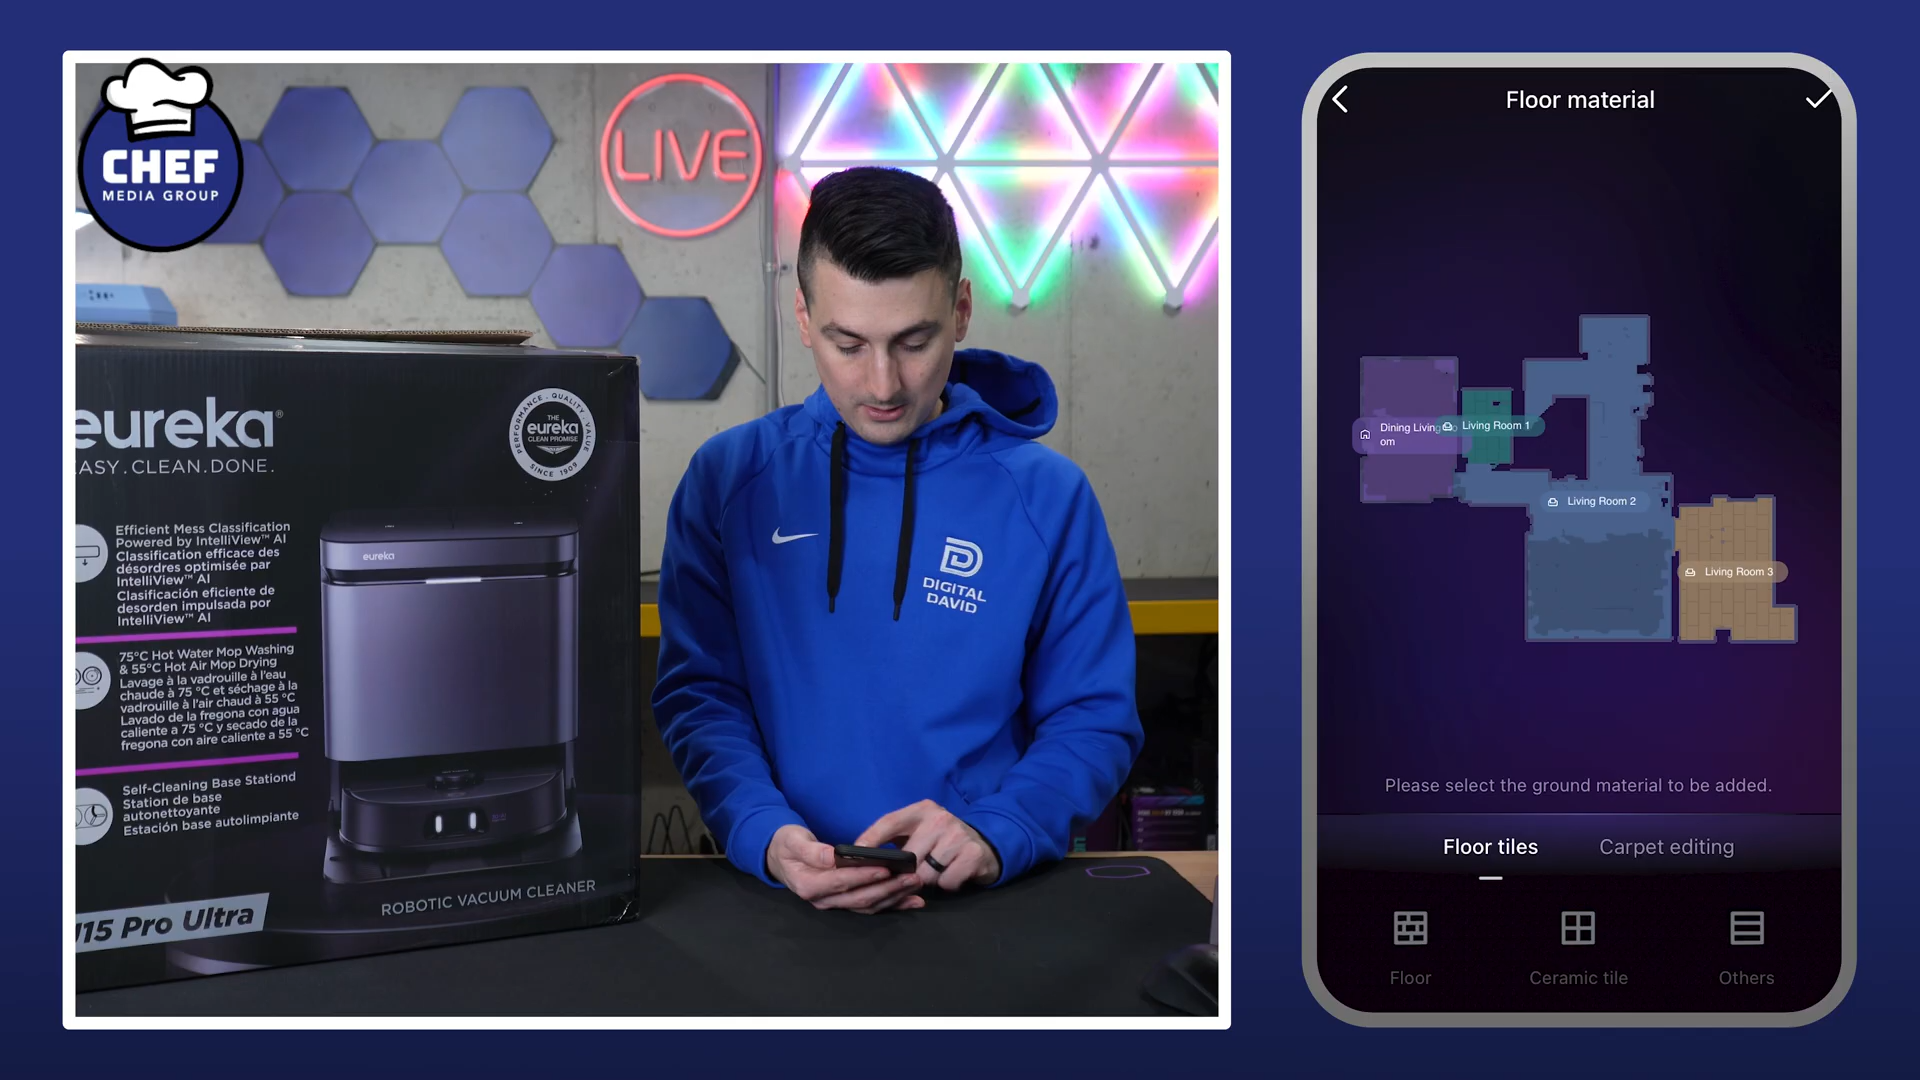 CHEF
MEDIA GROUP
LIVE
eureka®
EASY.CLEAN.DONE.
PERFORMANCE · QUALITY · VALUE
THE
eureka
CLEAN PROMISE
SINCE 1909
Efficient Mess Classification
Powered by IntelliView™ AI
Classification efficace des
désordres optimisée par
IntelliView™ AI
Clasificación eficiente de
desorden impulsada por
IntelliView™ AI
75°C Hot Water Mop Washing
& 55°C Hot Air Mop Drying
Lavage à la vadrouille à l'eau
chaude à 75 °C et séchage à la
vadrouille à l'air chaud à 55 °C
Lavado de la fregona con agua
caliente a 75 °C y secado de la
fregona con aire caliente a 55 °C
Self-Cleaning Base Stationd
Station de base
autonettoyante
Estación base autolimpiante
eureka
J15 Pro Ultra
ROBOTIC VACUUM CLEANER
DIGITAL
DAVID
Floor material
Dining Living
om
Living Room 1
Living Room 2
Living Room 3
Please select the ground material to be added.
Floor tiles
Carpet editing
Floor
Ceramic tile
Others